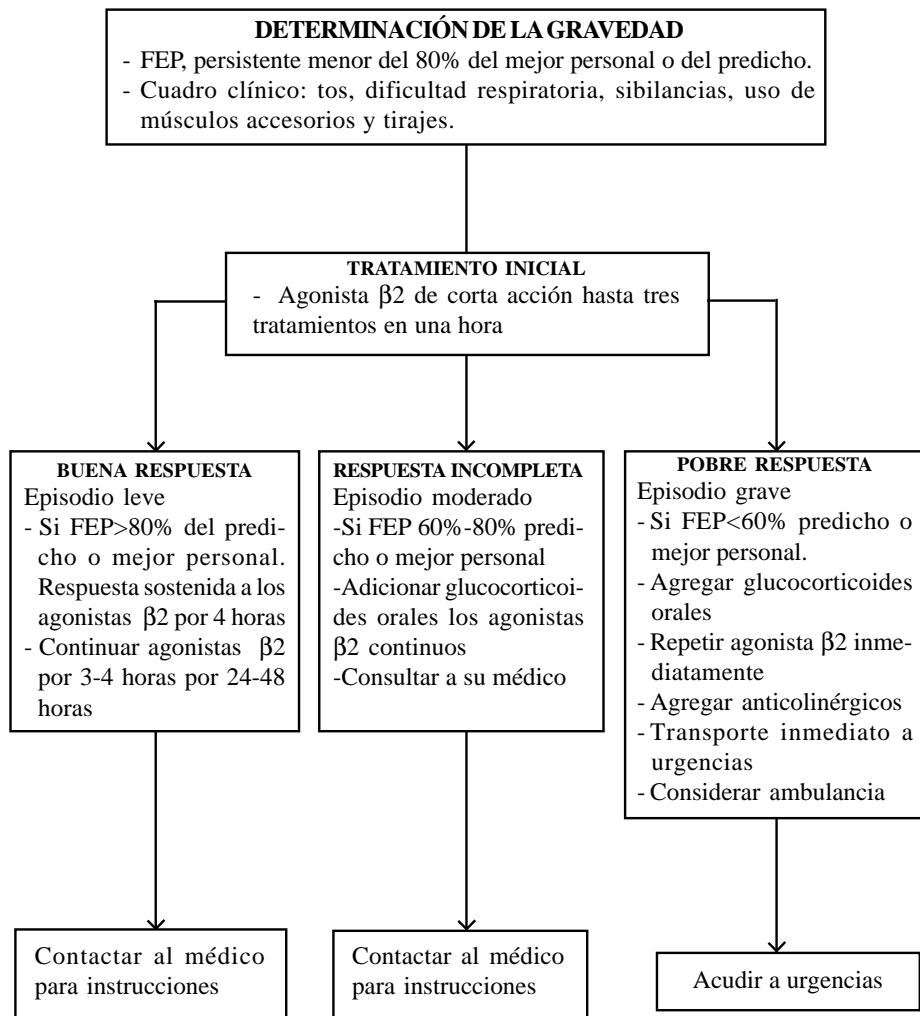 DETERMINACIÓN DE LA GRAVEDAD
- FEP, persistente menor del 80% del mejor personal o del predicho.
- Cuadro clínico: tos, dificultad respiratoria, sibilancias, uso de
músculos accesorios y tirajes.
TRATAMIENTO INICIAL
- Agonista β2 de corta acción hasta tres
tratamientos en una hora
BUENA RESPUESTA
Episodio leve
- Si FEP>80% del predi-
cho o mejor personal.
Respuesta sostenida a los
agonistas β2 por 4 horas
- Continuar agonistas β2
por 3-4 horas por 24-48
horas
RESPUESTA INCOMPLETA
Episodio moderado
-Si FEP 60%-80% predi-
cho o mejor personal
-Adicionar glucocorticoi-
des orales los agonistas
β2 continuos
-Consultar a su médico
POBRE RESPUESTA
Episodio grave
- Si FEP<60% predicho o
mejor personal.
- Agregar glucocorticoides
orales
- Repetir agonista β2 inme-
diatamente
- Agregar anticolinérgicos
- Transporte inmediato a
urgencias
- Considerar ambulancia
Contactar al médico
para instrucciones
Contactar al médico
para instrucciones
Acudir a urgencias